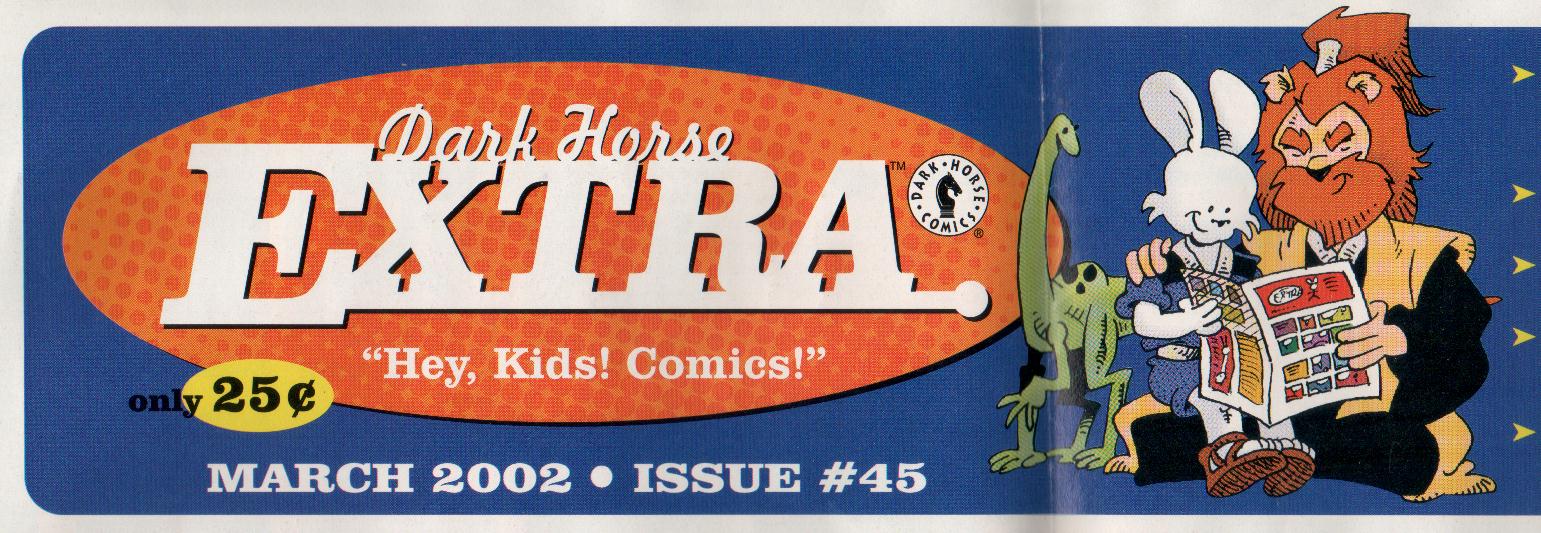 Dark Horse
EXTRA.™
DARK • HORSE • COMICS • ®
"Hey, Kids! Comics!"
only 25¢
MARCH 2002 • ISSUE #45
EXTRA